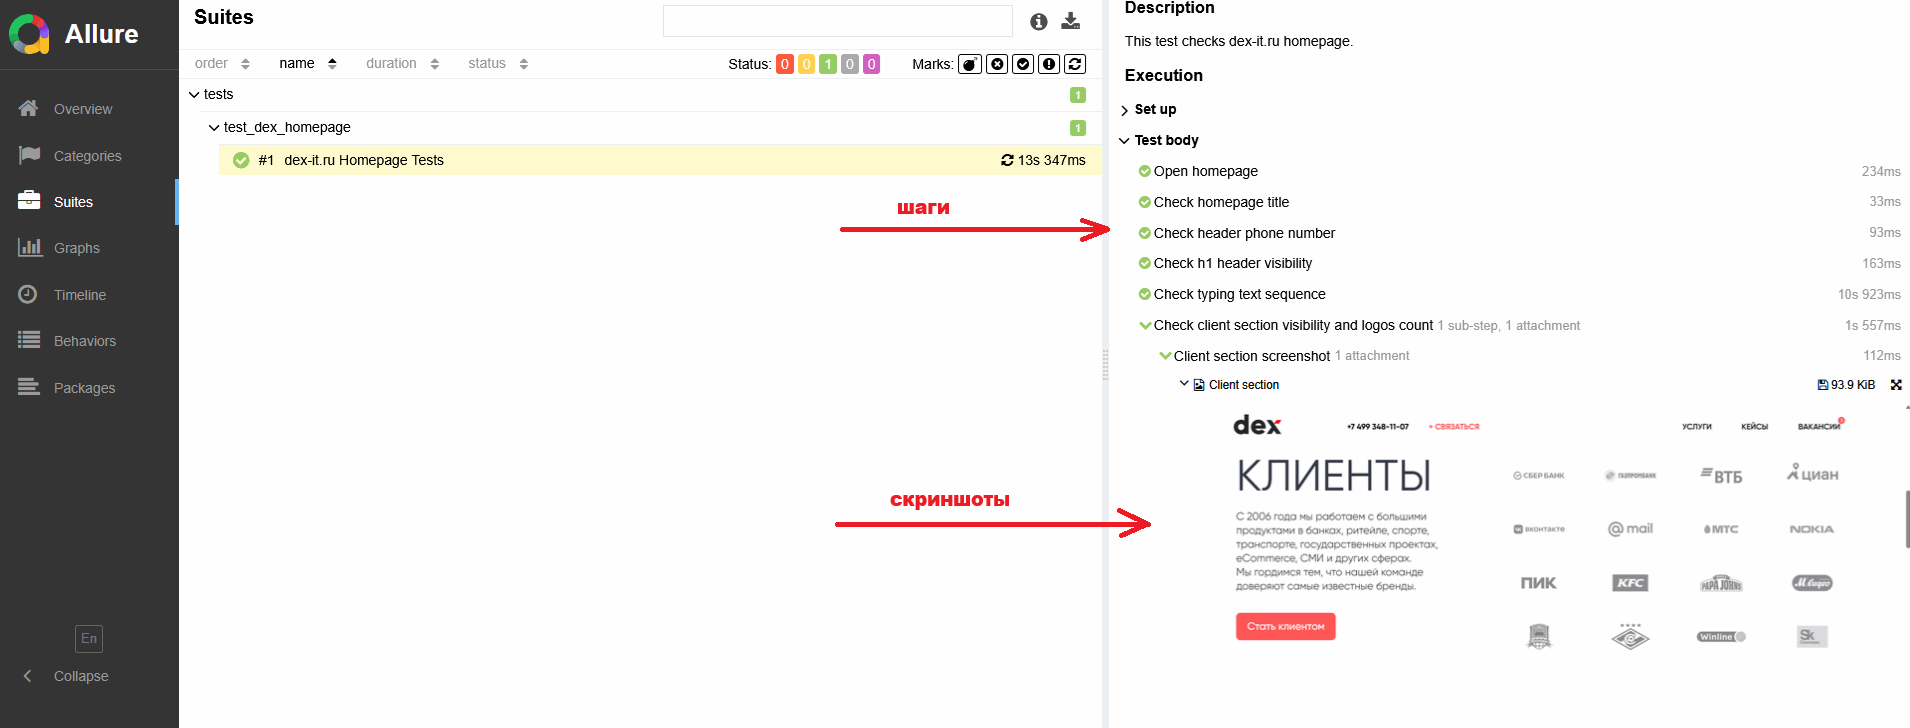 Allure
Overview
Categories
Suites
Graphs
Timeline
Behaviors
Packages
En
Collapse
Suites
order name duration status
Status: 0 0 1 0 0 Marks:
tests 1
test_dex_homepage 1
#1 dex-it.ru Homepage Tests 13s 347ms
шаги
скриншоты
Description
This test checks dex-it.ru homepage.
Execution
Set up
Test body
Open homepage 234ms
Check homepage title 33ms
Check header phone number 93ms
Check h1 header visibility 163ms
Check typing text sequence 10s 923ms
Check client section visibility and logos count 1 sub-step, 1 attachment 1s 557ms
Client section screenshot 1 attachment 112ms
Client section 93.9 KiB
dex +7 499 348-11-07 + СВЯЗАТЬСЯ УСЛУГИ КЕЙСЫ ВАКАНСИИ
КЛИЕНТЫ
С 2006 года мы работаем с большими
продуктами в банках, ритейле, спорте,
транспорте, государственных проектах,
eCommerce, СМИ и других сферах.
Мы гордимся тем, что нашей команде
доверяют самые известные бренды.
Стать клиентом
СБЕР БАНК ГАЗПРОМБАНК ВТБ ЦИАН
ВКОНТАКТЕ @mail МТС NOKIA
ПИК KFC PAPA JOHNS М.видео
Winline Sk